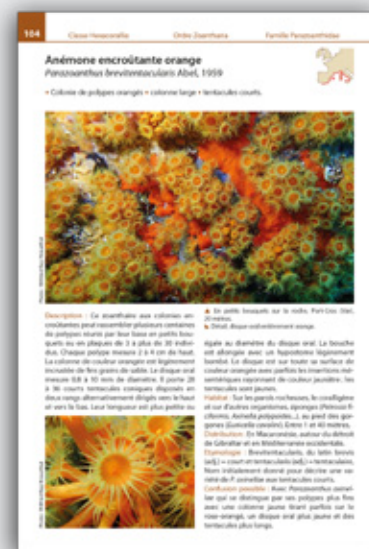 104 Classe Hexacorallia Ordre Zoantharia Famille Parazoanthidae
Anémone encroûtante orange
Parazoanthus brevitentacularis Abel, 1959
• Colonie de polypes orangés • colonne large • tentacules courts.
Description : Ce zoanthaire aux colonies en-
croûtantes peut rassembler plusieurs centaines
de polypes réunis par leur base en petits bou-
quets ou en plaques de 3 à plus de 20 indivi-
dus. Chaque polype mesure 2 à 4 cm de haut.
La colonne de couleur orangée est légèrement
incrustée de fins grains de sable. Le disque oral
mesure 0,8 à 10 mm de diamètre. Il porte 28
à 36 courts tentacules coniques disposés en
deux rangs alternativement dirigés vers le haut
et vers le bas. Leur longueur est plus petite ou
a. En petits bouquets sur la roche, Port-Cros (Var),
20 mètres.
b. Détail, disque oral entièrement orange.
égale au diamètre du disque oral. La bouche
est allongée avec un hypostome légèrement
bombé. Le disque est sur toute sa surface de
couleur orangée avec parfois les insertions mé-
sentériques rayonnant de couleur jaunâtre ; les
tentacules sont jaunes.
Habitat : Sur les parois rocheuses, le coralligène
et sur d'autres organismes, éponges (Petrosia fi-
ciformis, Axinella polypoides...), au pied des gor-
gones (Eunicella cavolini). Entre 1 et 40 mètres.
Distribution : En Macaronésie, autour du détroit
de Gibraltar et en Méditerranée occidentale.
Étymologie : Brevitentacularis, du latin brevis
(adj.) = court et tentacularis (adj.) = tentaculaire,
Nom initialement donné pour décrire une va-
riété de P. axinellae aux tentacules courts.
Confusion possible : Avec Parazoanthus axinel-
lae qui se distingue par ses polypes plus fins
avec une colonne jaune tirant parfois sur le
rose-orangé, un disque oral plus jaune et des
tentacules plus longs.